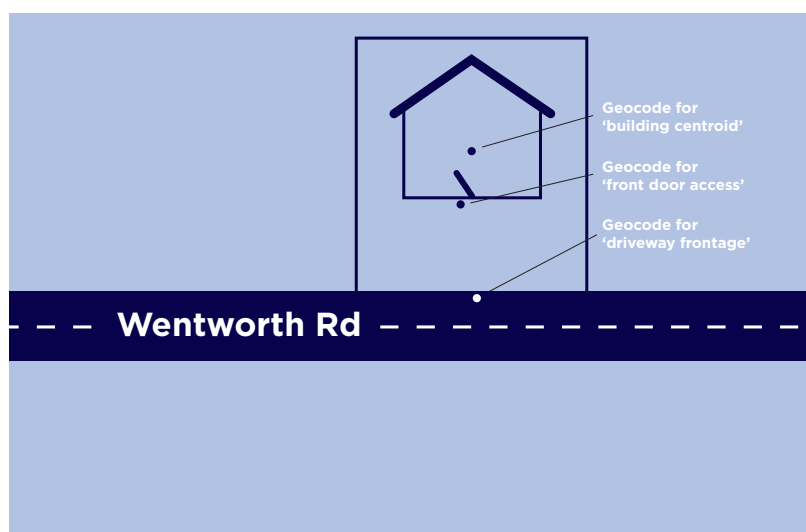 Geocode for
‘building centroid’
Geocode for
‘front door access’
Geocode for
‘driveway frontage’
Wentworth Rd